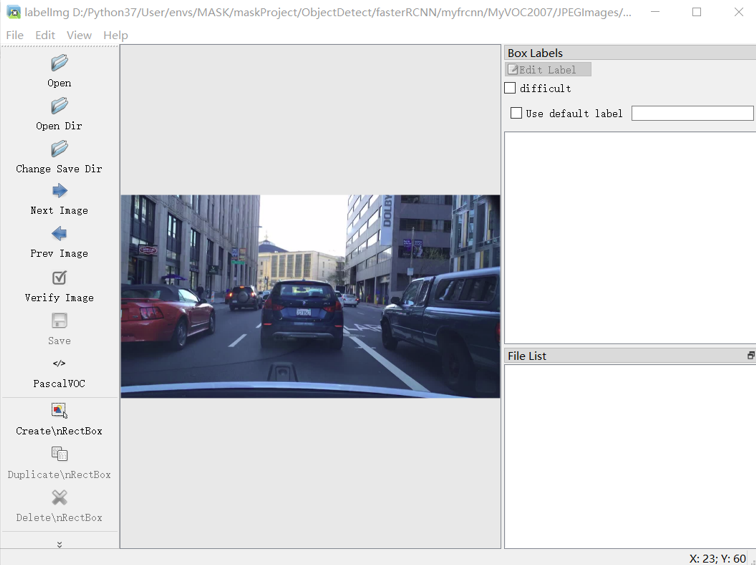 labelImg D:/Python37/User/envs/MASK/maskProject/ObjectDetect/fasterRCNN/myfrcnn/MyVOC2007/JPEGImages/...
File Edit View Help
Open
Open Dir
Change Save Dir
Next Image
Prev Image
Verify Image
Save
</>
PascalVOC
Create\nRectBox
Duplicate\nRectBox
Delete\nRectBox
DOLBY
Box Labels
Edit Label
difficult
Use default label
File List
X: 23; Y: 60